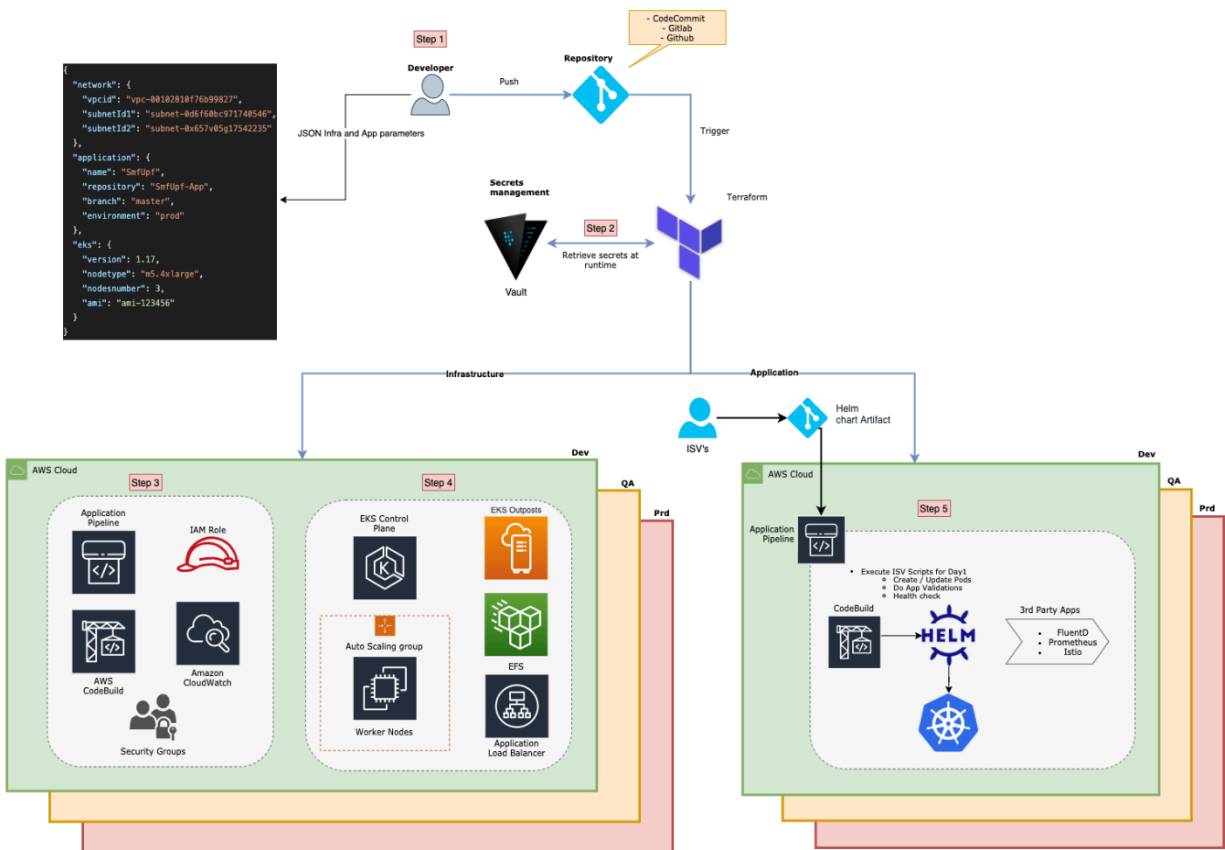 - CodeCommit
- Gitlab
- Github
Step 1
Repository
Developer
Push
{
"network": {
"vpcid": "vpc-00102810f76b99827",
"subnetId1": "subnet-0d6f60bc971740546",
"subnetId2": "subnet-0x657v05g17542235"
},
"application": {
"name": "SmfUpf",
"repository": "SmfUpf-App",
"branch": "master",
"environment": "prod"
},
"eks": {
"version": 1.17,
"nodetype": "m5.4xlarge",
"nodesnumber": 3,
"ami": "ami-123456"
}
}
JSON Infra and App parameters
Trigger
Secrets
management
Terraform
Step 2
Retrieve secrets at
runtime
Vault
Infrastructure
Application
ISV's
Helm
chart Artifact
Dev
QA
Prd
AWS Cloud
Step 3
Application
Pipeline
IAM Role
AWS
CodeBuild
Amazon
CloudWatch
Security Groups
Step 4
EKS Control
Plane
EKS Outposts
Auto Scaling group
Worker Nodes
EFS
Application
Load Balancer
Dev
QA
Prd
AWS Cloud
Step 5
Application
Pipeline
• Execute ISV Scripts for Day1
Create / Update Pods
Do App Validations
Health check
CodeBuild
HELM
3rd Party Apps
• FluentD
• Prometheus
• Istio